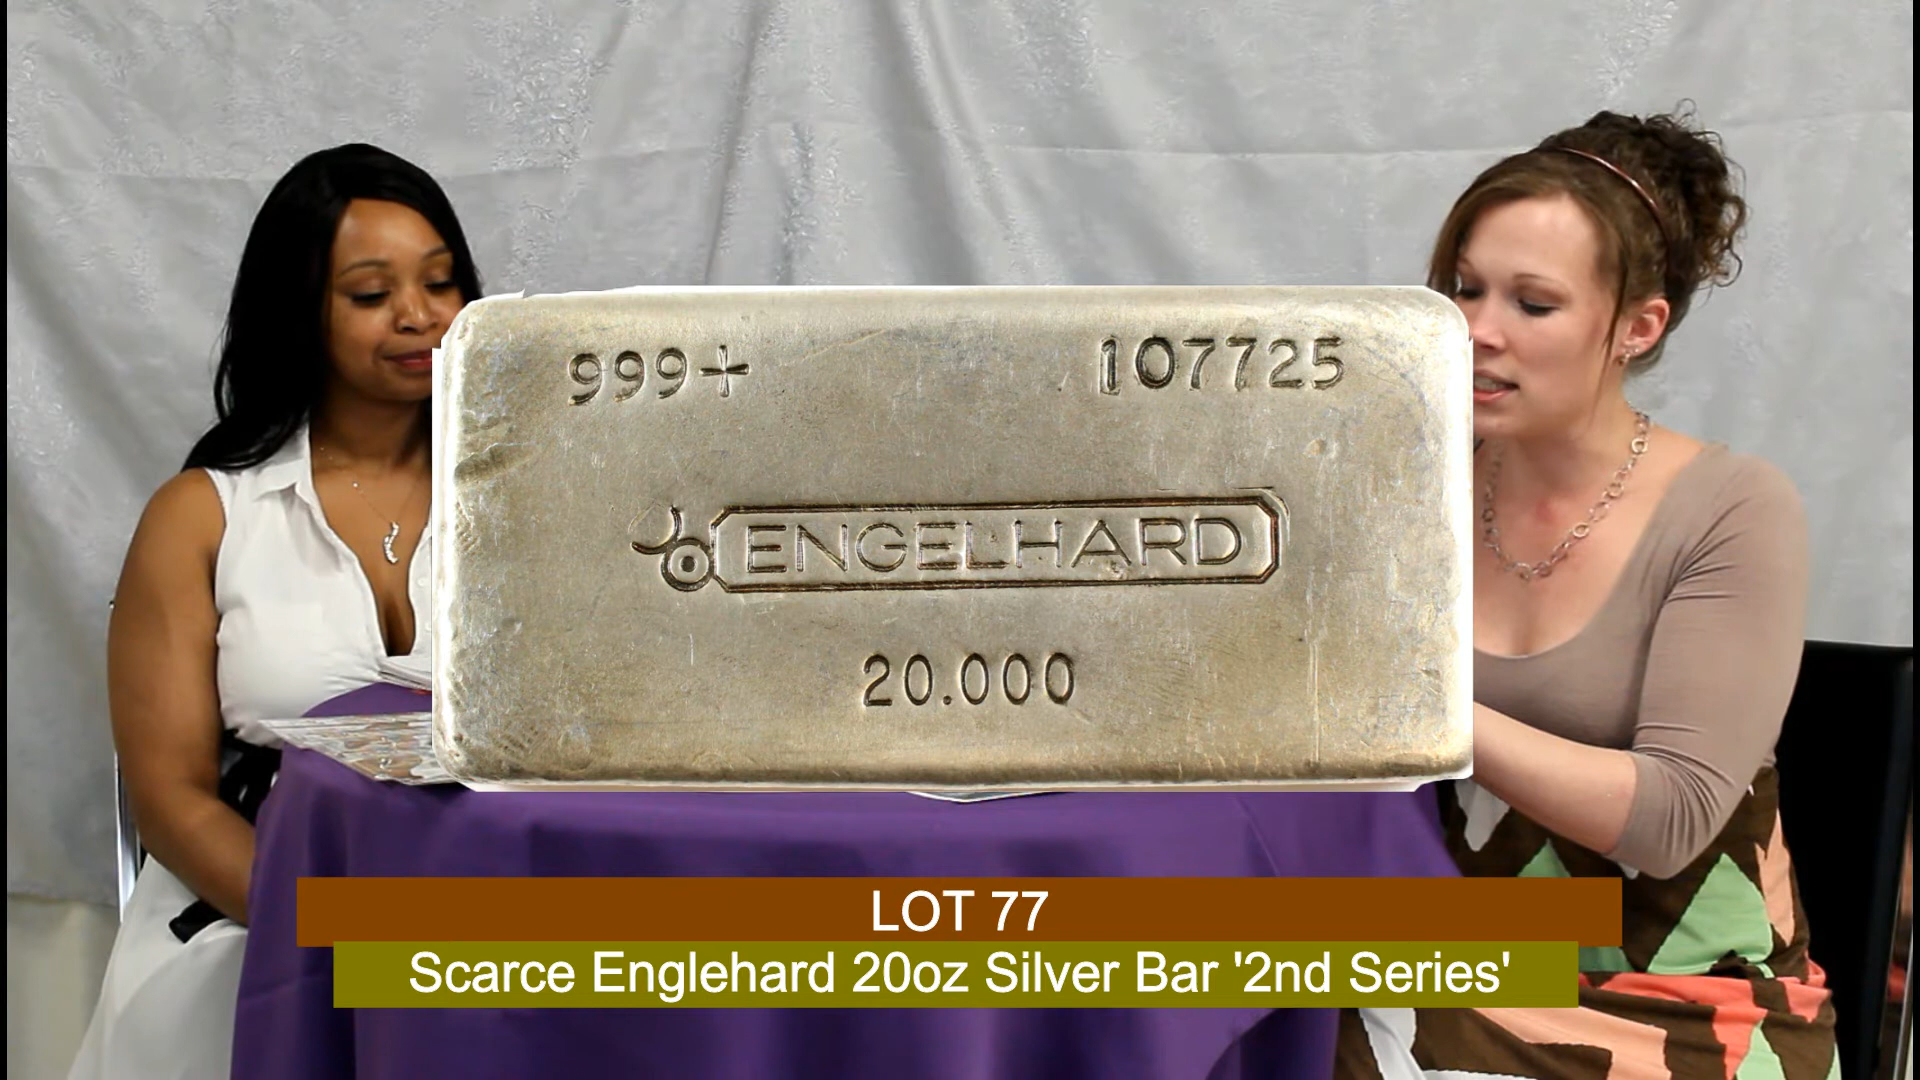 999+ 107725
ENGELHARD
20.000
LOT 77
Scarce Englehard 20oz Silver Bar '2nd Series'